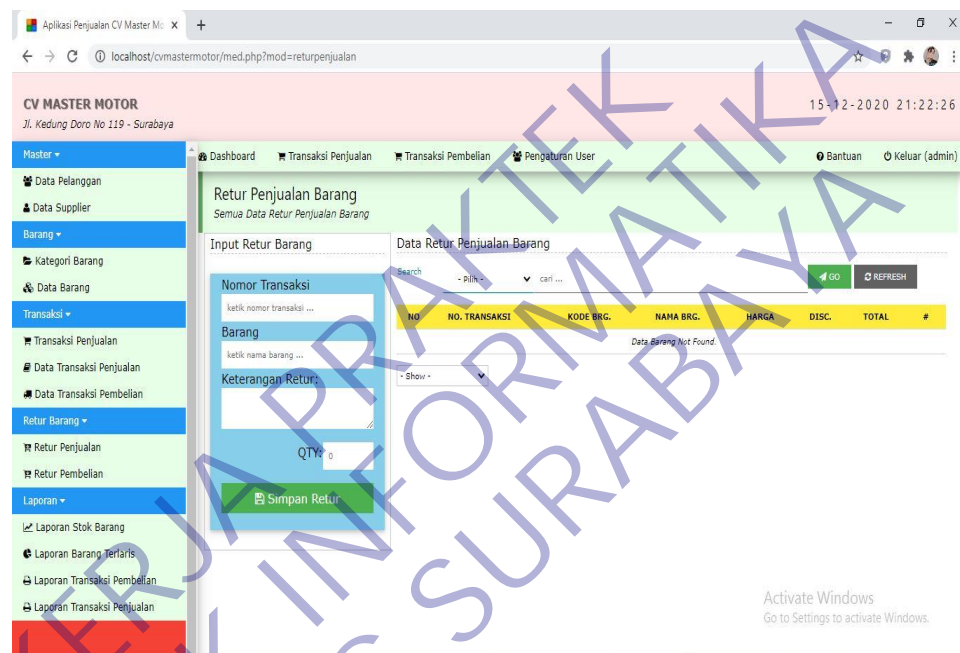 Aplikasi Penjualan CV Master Mo
localhost/cvmastermotor/med.php?mod=returpenjualan
CV MASTER MOTOR
15-12-2020 21:22:26
Jl. Kedung Doro No 119 - Surabaya
Master
Dashboard Transaksi Penjualan Transaksi Pembelian Pengaturan User Bantuan Keluar (admin)
Data Pelanggan
Data Supplier
Barang
Kategori Barang
Data Barang
Transaksi
Transaksi Penjualan
Data Transaksi Penjualan
Data Transaksi Pembelian
Retur Barang
Retur Penjualan
Retur Pembelian
Laporan
Laporan Stok Barang
Laporan Barang Terlaris
Laporan Transaksi Pembelian
Laporan Transaksi Penjualan
Retur Penjualan Barang
Semua Data Retur Penjualan Barang
Input Retur Barang
Nomor Transaksi
ketik nomor transaksi ...
Barang
ketik nama barang ...
Keterangan Retur:
QTY: 0
Simpan Retur
Data Retur Penjualan Barang
Search - Pilih - cari ... GO REFRESH
NO NO. TRANSAKSI KODE BRG. NAMA BRG. HARGA DISC. TOTAL #
Data Barang Not Found.
- Show -
Activate Windows
Go to Settings to activate Windows.
KERJA PRAKTEK
INFORMATIKA
SURABAYA